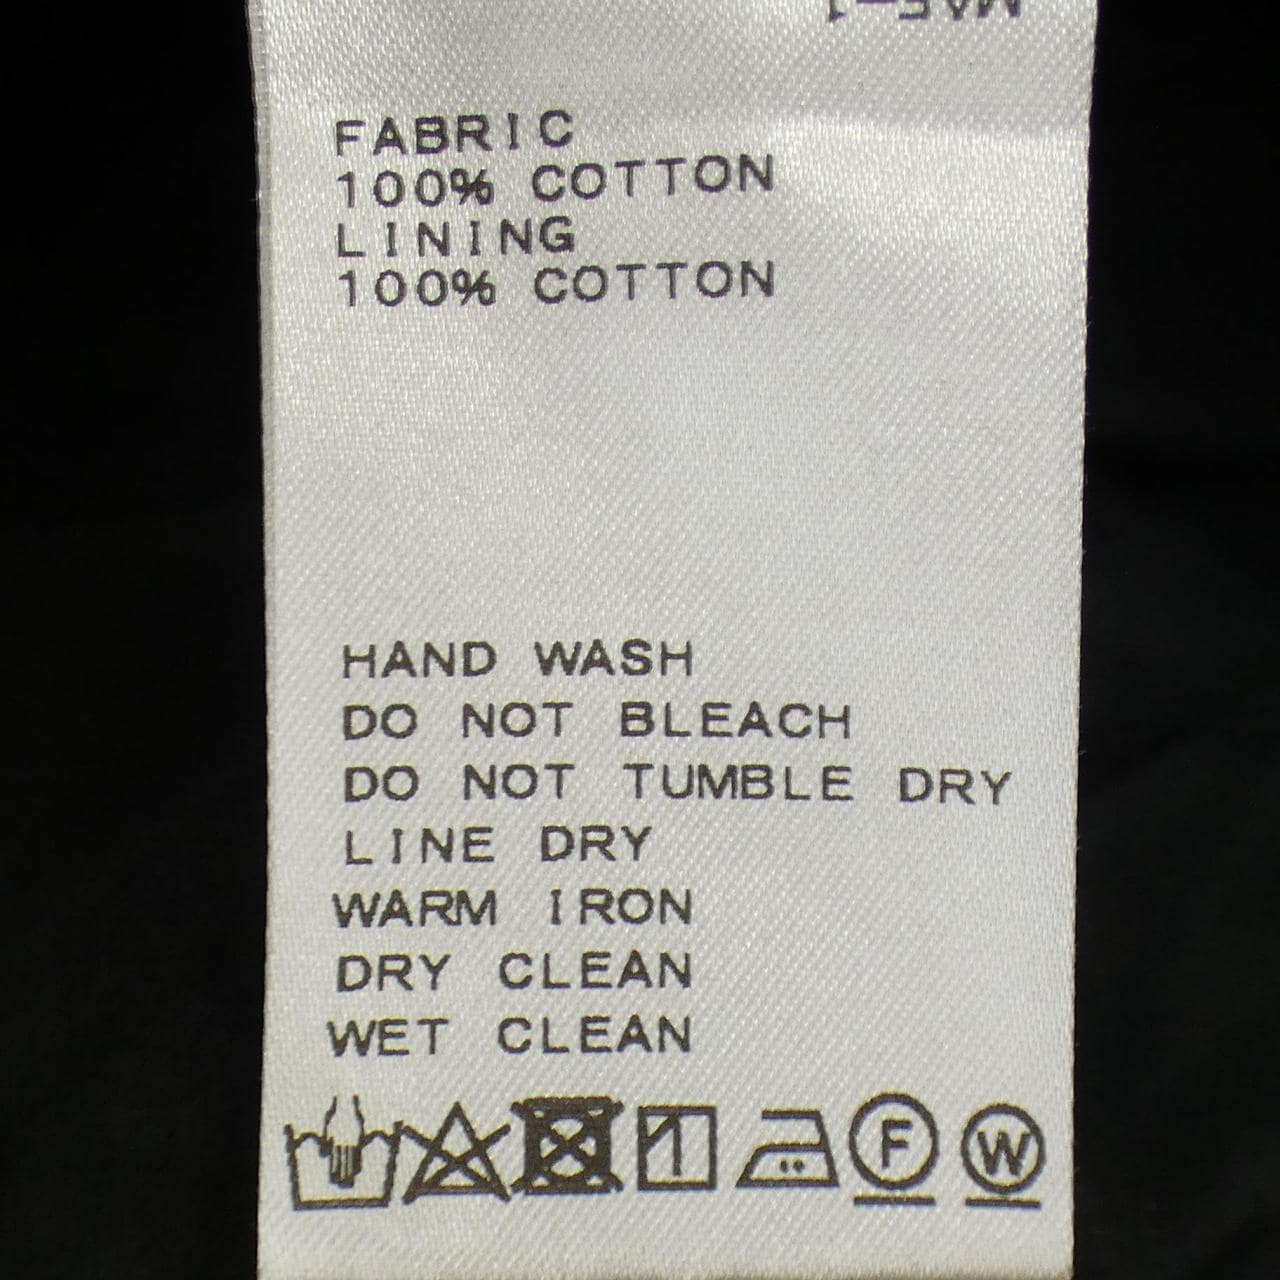 FABRIC
100% COTTON
LINING
100% COTTON
HAND WASH
DO NOT BLEACH
DO NOT TUMBLE DRY
LINE DRY
WARM IRON
DRY CLEAN
WET CLEAN
F W